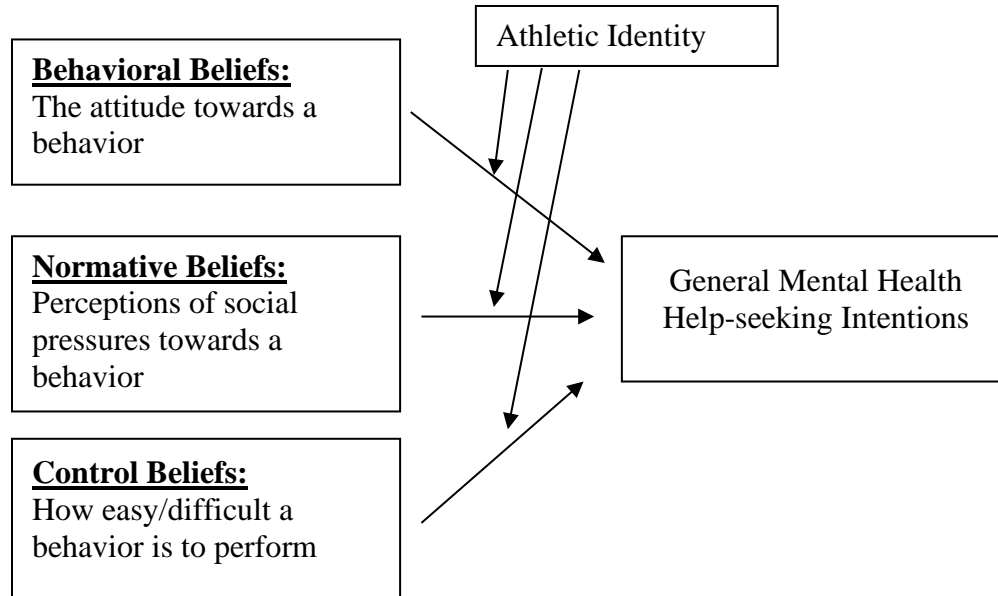 Athletic Identity
Behavioral Beliefs:
The attitude towards a
behavior
Normative Beliefs:
Perceptions of social
pressures towards a
behavior
General Mental Health
Help-seeking Intentions
Control Beliefs:
How easy/difficult a
behavior is to perform